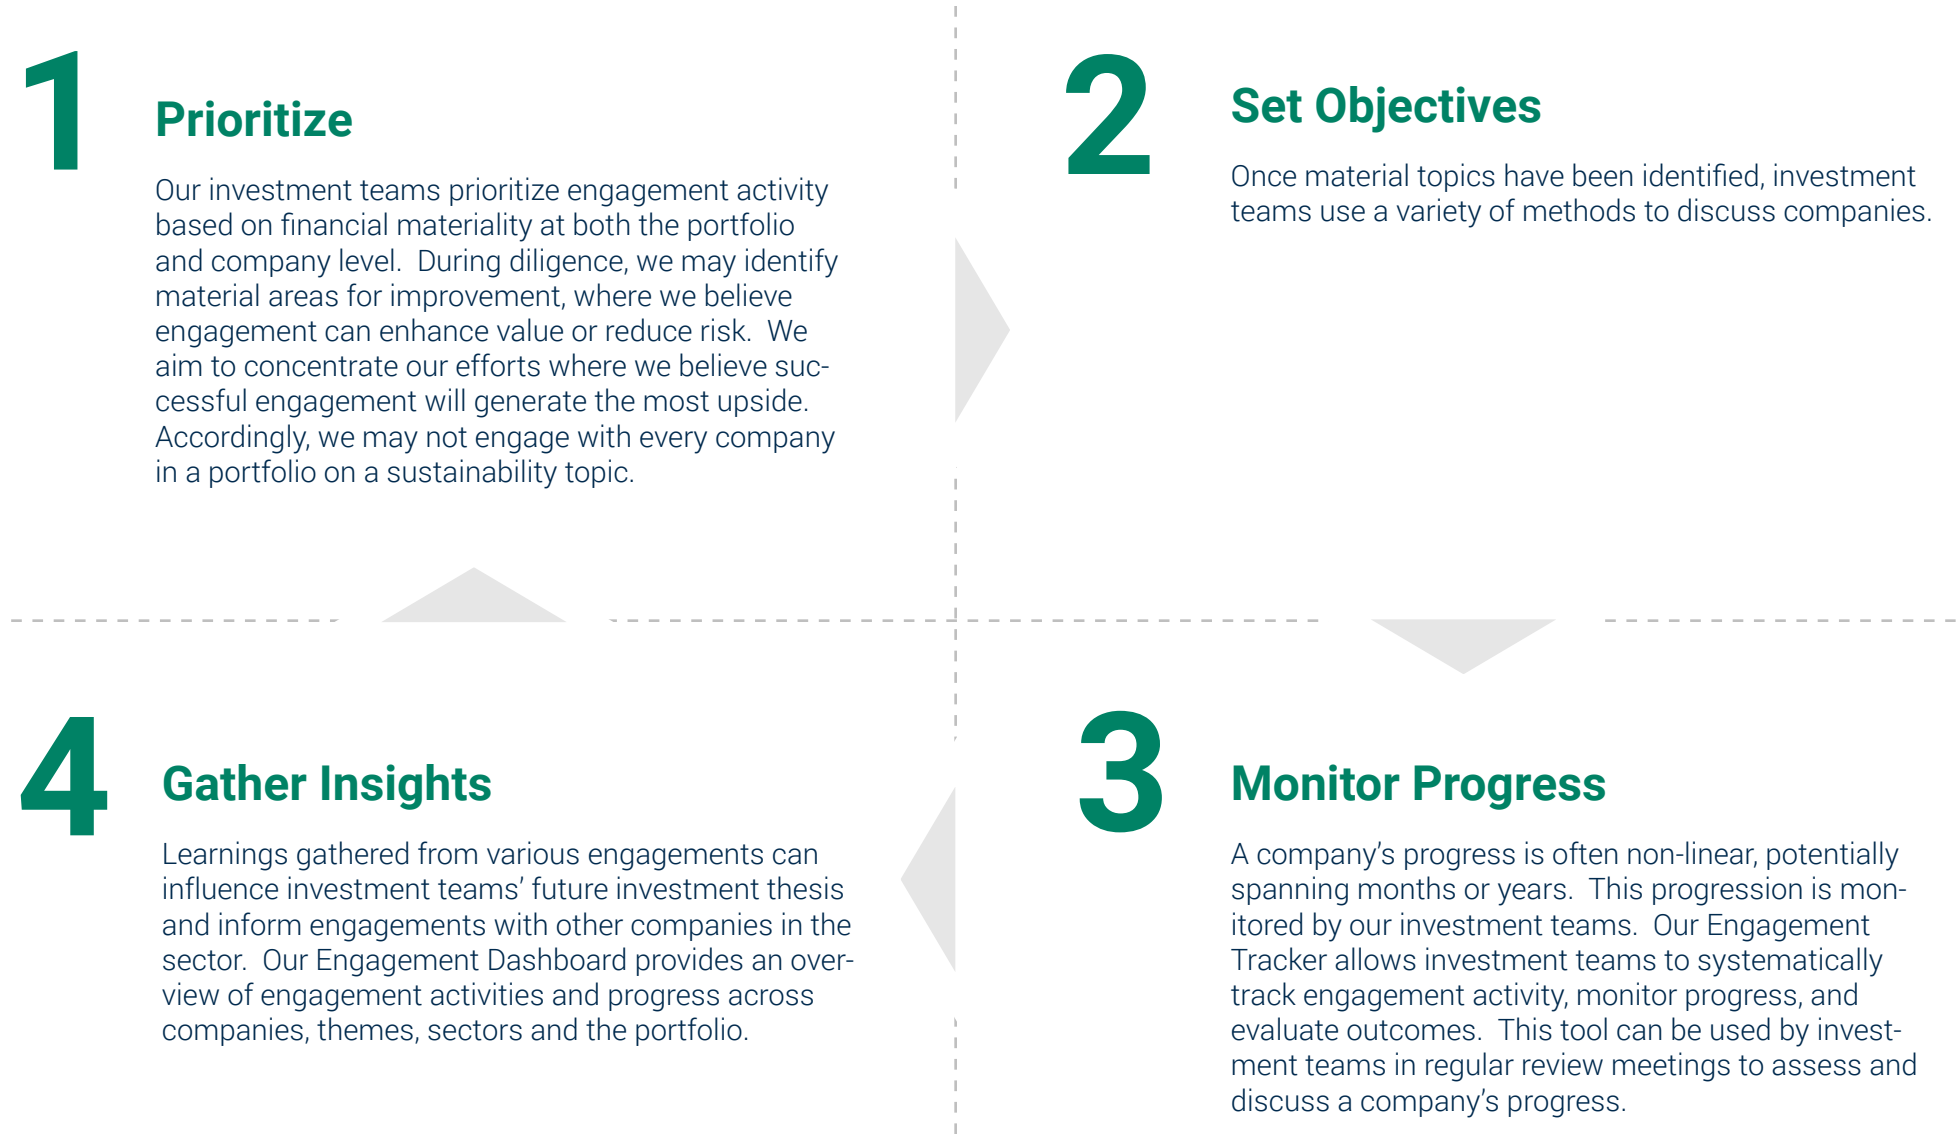 1
Prioritize
Our investment teams prioritize engagement activity
based on financial materiality at both the portfolio
and company level.  During diligence, we may identify
material areas for improvement, where we believe
engagement can enhance value or reduce risk.  We
aim to concentrate our efforts where we believe suc-
cessful engagement will generate the most upside.
Accordingly, we may not engage with every company
in a portfolio on a sustainability topic.
2
Set Objectives
Once material topics have been identified, investment
teams use a variety of methods to discuss companies.
3
Monitor Progress
A company’s progress is often non-linear, potentially
spanning months or years.  This progression is mon-
itored by our investment teams.  Our Engagement
Tracker allows investment teams to systematically
track engagement activity, monitor progress, and
evaluate outcomes.  This tool can be used by invest-
ment teams in regular review meetings to assess and
discuss a company’s progress.
4
Gather Insights
Learnings gathered from various engagements can
influence investment teams’ future investment thesis
and inform engagements with other companies in the
sector.  Our Engagement Dashboard provides an over-
view of engagement activities and progress across
companies, themes, sectors and the portfolio.